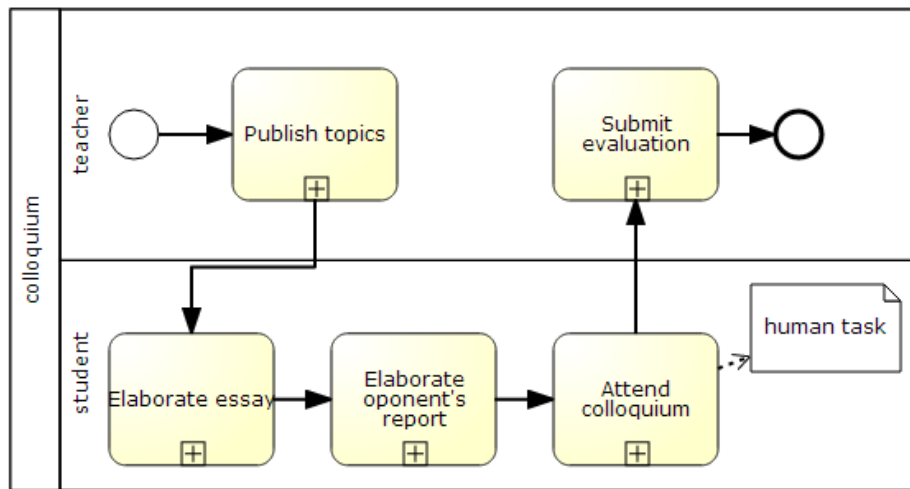 colloquium
teacher
Publish topics
Submit
evaluation
student
Elaborate essay
Elaborate
oponent's
report
Attend
colloquium
human task